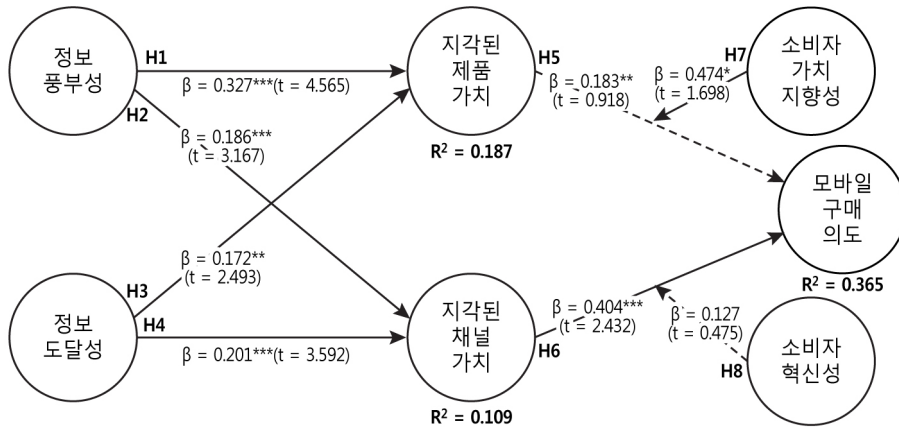 정보
풍부성
H1
H2
β = 0.327***(t = 4.565)
β = 0.186***
(t = 3.167)
지각된
제품
가치
R² = 0.187
H5
β = 0.183**
(t = 0.918)
H7
β = 0.474*
(t = 1.698)
소비자
가치
지향성
모바일
구매
의도
R² = 0.365
정보
도달성
H3
H4
β = 0.172**
(t = 2.493)
β = 0.201***(t = 3.592)
지각된
채널
가치
R² = 0.109
H6
β = 0.404***
(t = 2.432)
β = 0.127
(t = 0.475)
H8
소비자
혁신성